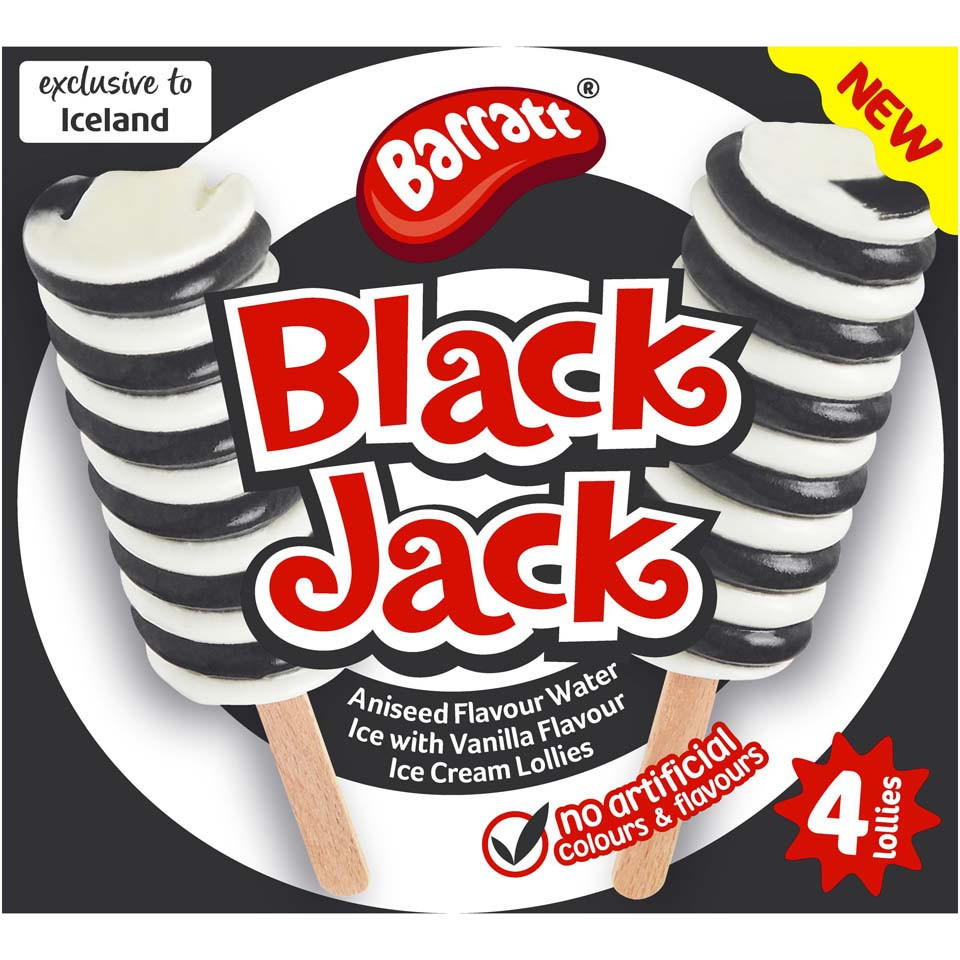 exclusive to
Iceland
Barratt®
NEW
Black
Jack
Aniseed Flavour Water
Ice with Vanilla Flavour
Ice Cream Lollies
no artificial
colours & flavours
4
lollies